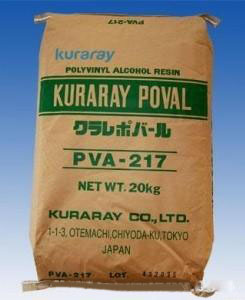 kuraray
POLYVINYL ALCOHOL RESIN
KURARAY POVAL
クラレポバール
PVA-217
NET WT. 20kg
KURARAY CO., LTD.
1-1-3, OTEMACHI, CHIYODA-KU, TOKYO
JAPAN
PVA-217 LOT.